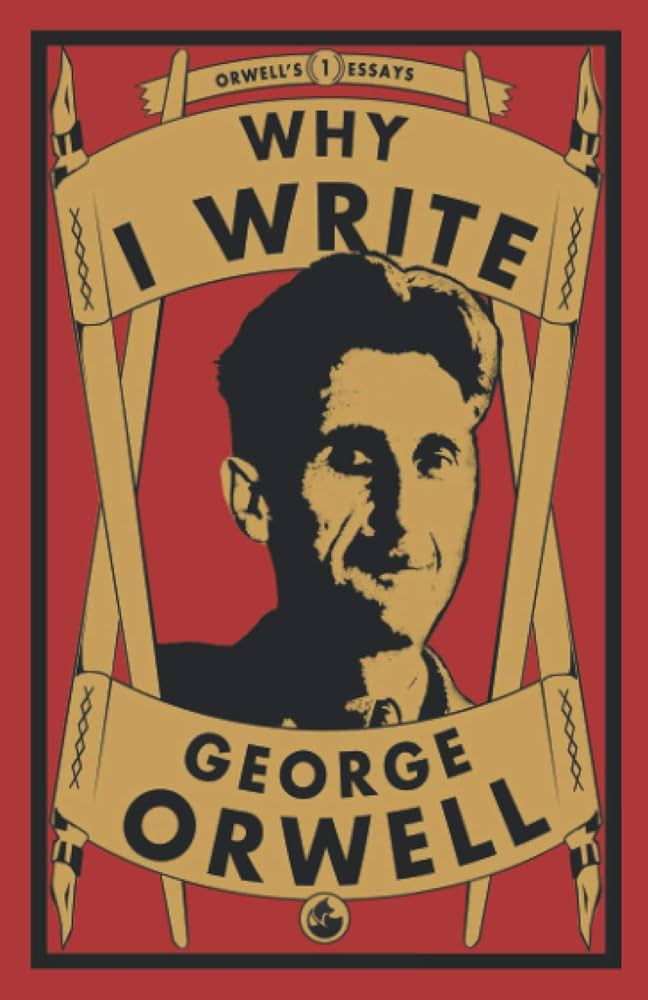 ORWELL'S 1 ESSAYS
WHY
I WRITE
GEORGE
ORWELL